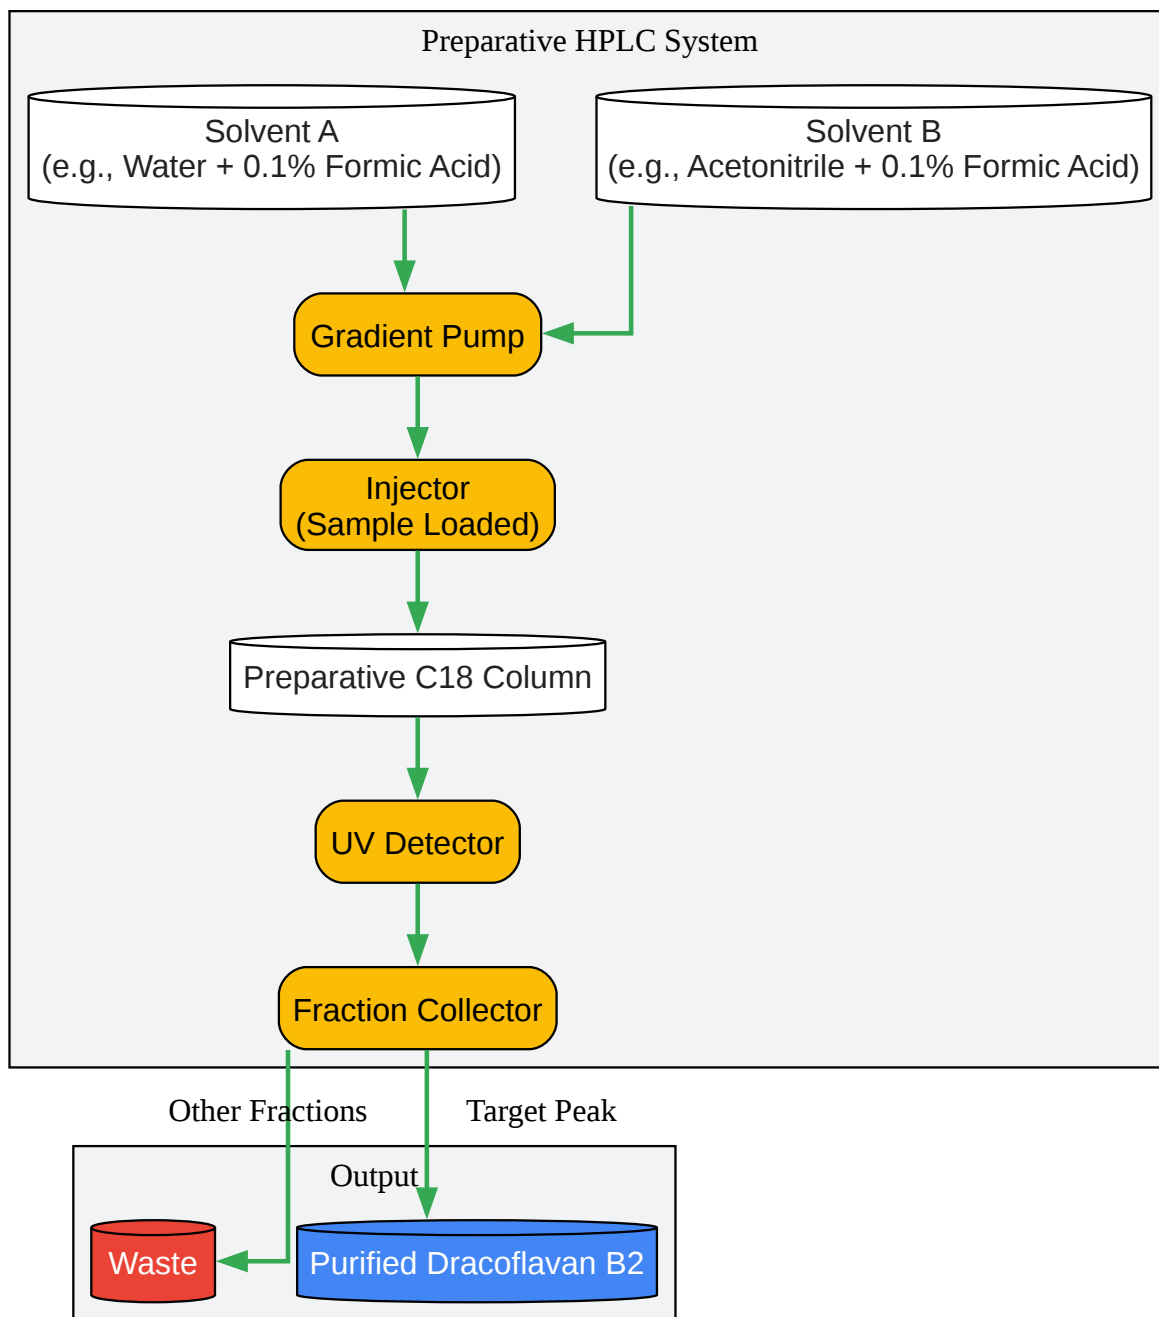 Preparative HPLC System
Solvent A
(e.g., Water + 0.1% Formic Acid)
Solvent B
(e.g., Acetonitrile + 0.1% Formic Acid)
Gradient Pump
Injector
(Sample Loaded)
Preparative C18 Column
UV Detector
Fraction Collector
Other Fractions
Target Peak
Output
Waste
Purified Dracoflavan B2